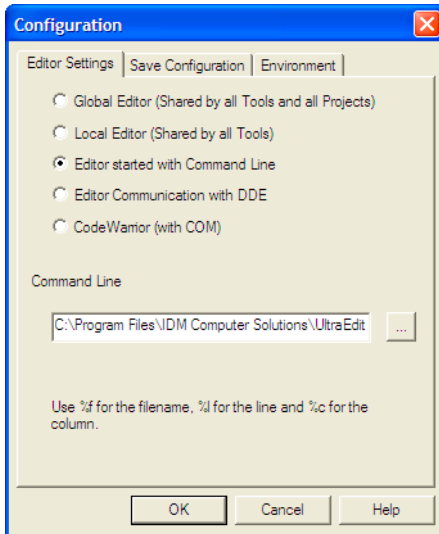 Configuration
Editor Settings Save Configuration Environment
Global Editor (Shared by all Tools and all Projects)
Local Editor (Shared by all Tools)
Editor started with Command Line
Editor Communication with DDE
CodeWarrior (with COM)
Command Line
C:\Program Files\IDM Computer Solutions\UltraEdit
...
Use %f for the filename, %l for the line and %c for the
column.
OK Cancel Help